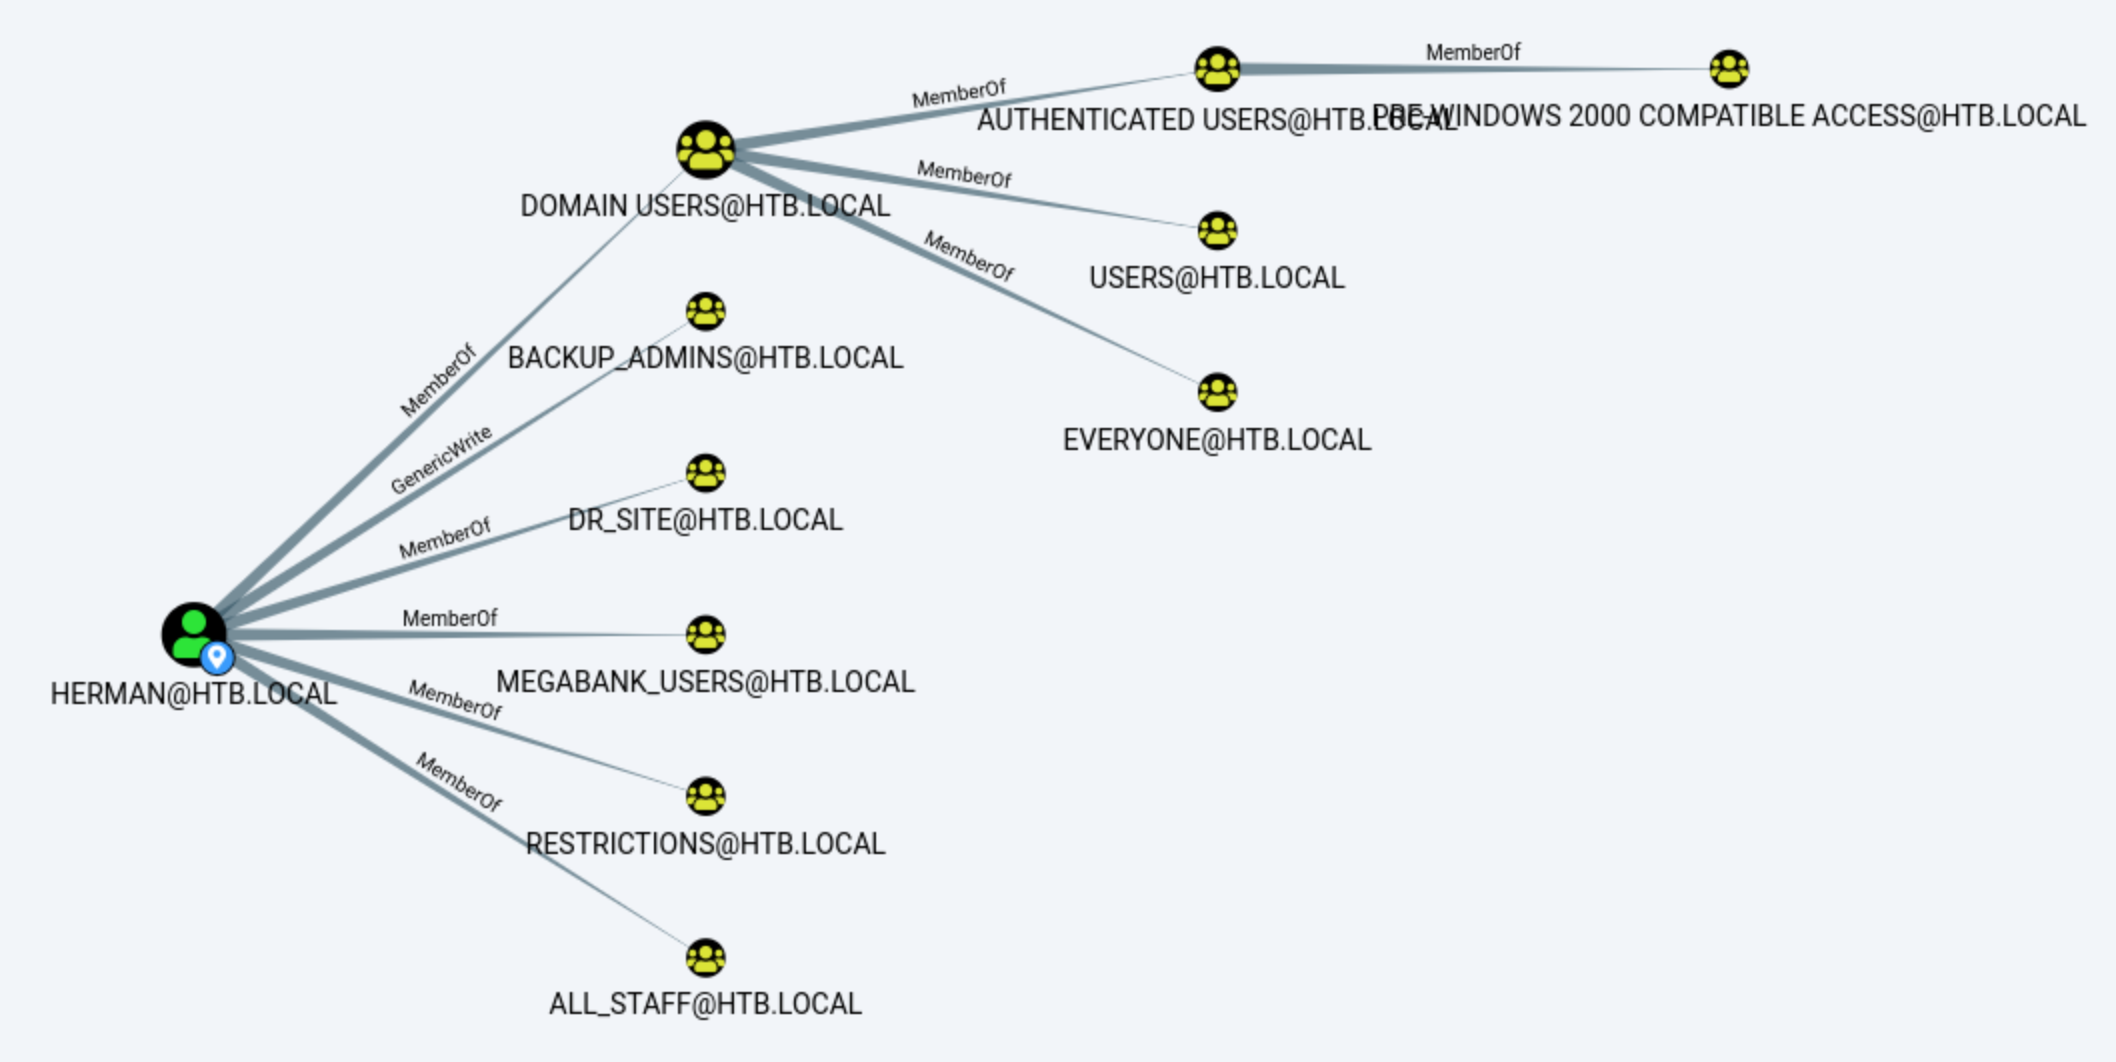 MemberOf
MemberOf
AUTHENTICATED USERS@HTB.LOCAL
PRE-WINDOWS 2000 COMPATIBLE ACCESS@HTB.LOCAL
MemberOf
DOMAIN USERS@HTB.LOCAL
MemberOf
USERS@HTB.LOCAL
MemberOf
BACKUP_ADMINS@HTB.LOCAL
GenericWrite
EVERYONE@HTB.LOCAL
MemberOf
DR_SITE@HTB.LOCAL
MemberOf
HERMAN@HTB.LOCAL
MEGABANK_USERS@HTB.LOCAL
MemberOf
MemberOf
RESTRICTIONS@HTB.LOCAL
ALL_STAFF@HTB.LOCAL